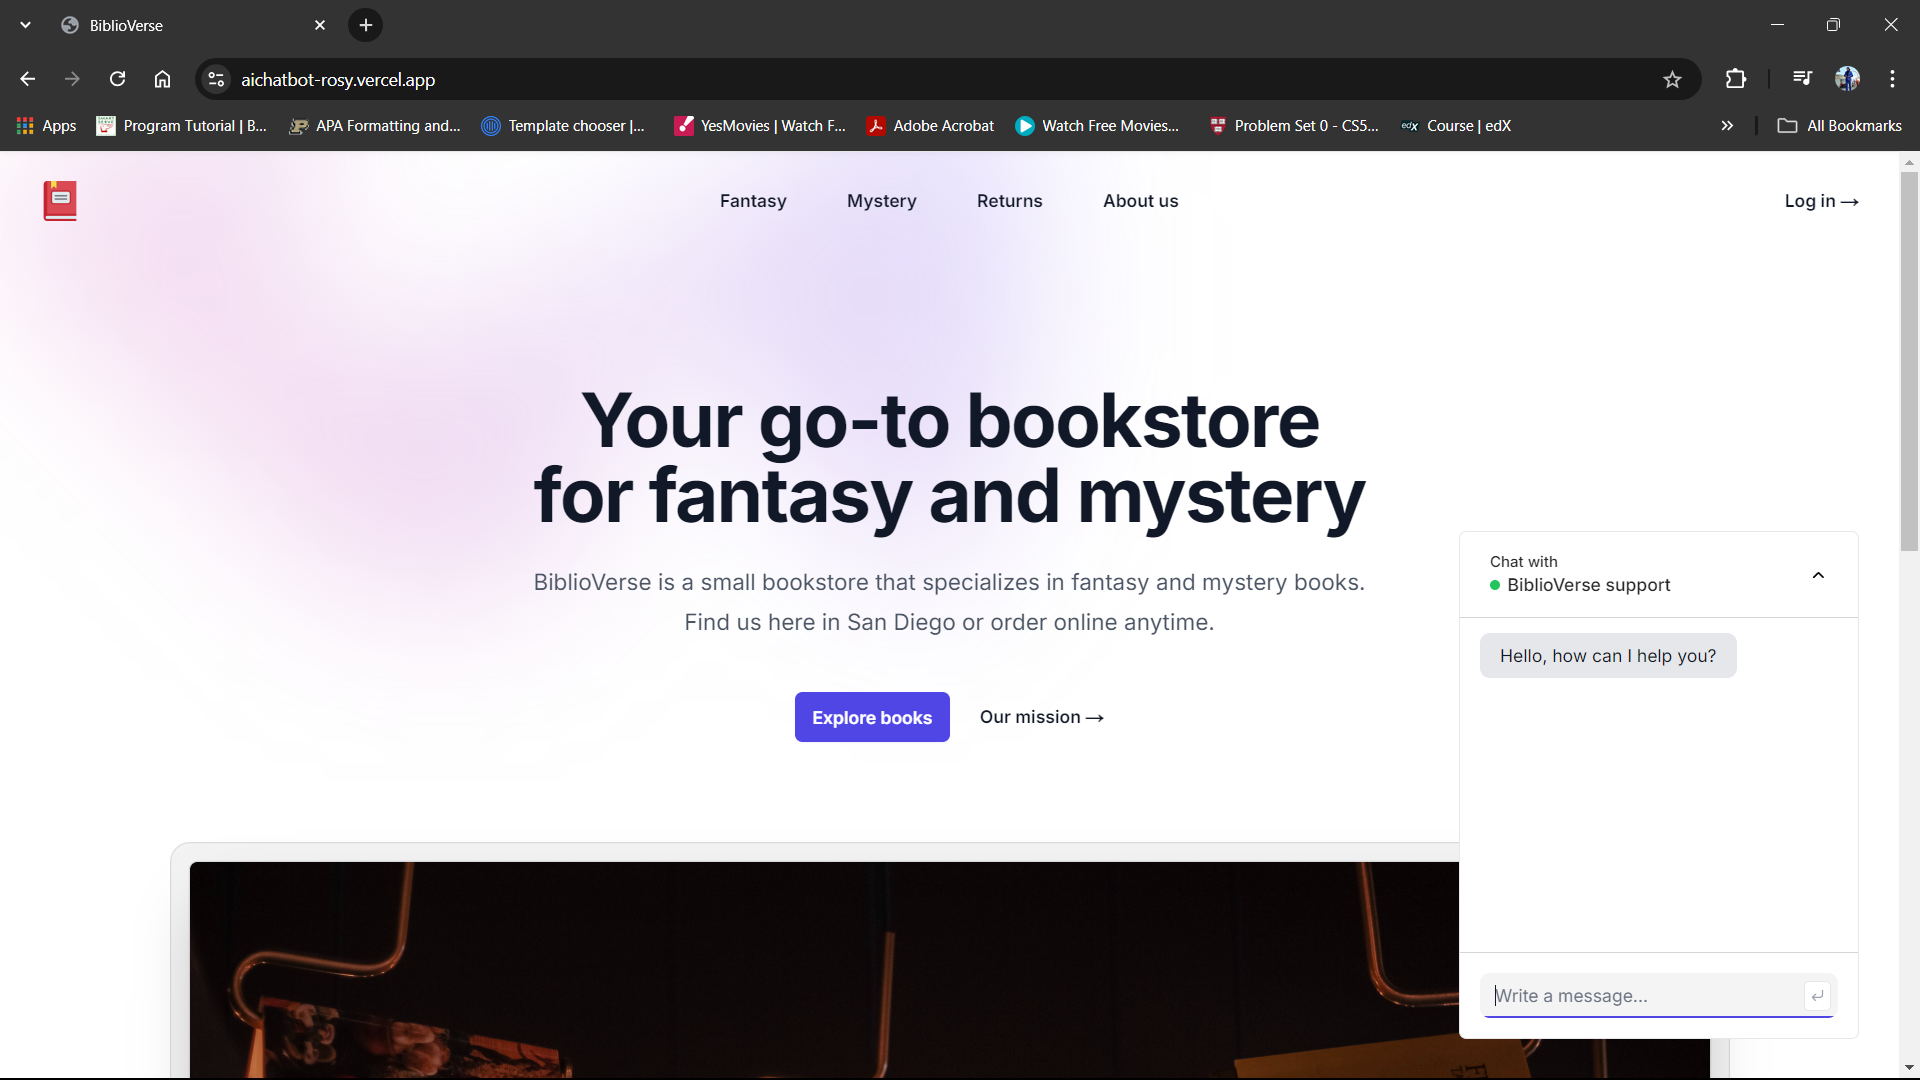 BiblioVerse
aichatbot-rosy.vercel.app
Apps
Program Tutorial | B...
APA Formatting and...
Template chooser |...
YesMovies | Watch F...
Adobe Acrobat
Watch Free Movies...
Problem Set 0 - CS5...
edX
Course | edX
All Bookmarks
Fantasy
Mystery
Returns
About us
Log in →
Your go-to bookstore
for fantasy and mystery
BiblioVerse is a small bookstore that specializes in fantasy and mystery books.
Find us here in San Diego or order online anytime.
Explore books
Our mission →
Chat with
BiblioVerse support
Hello, how can I help you?
Write a message...